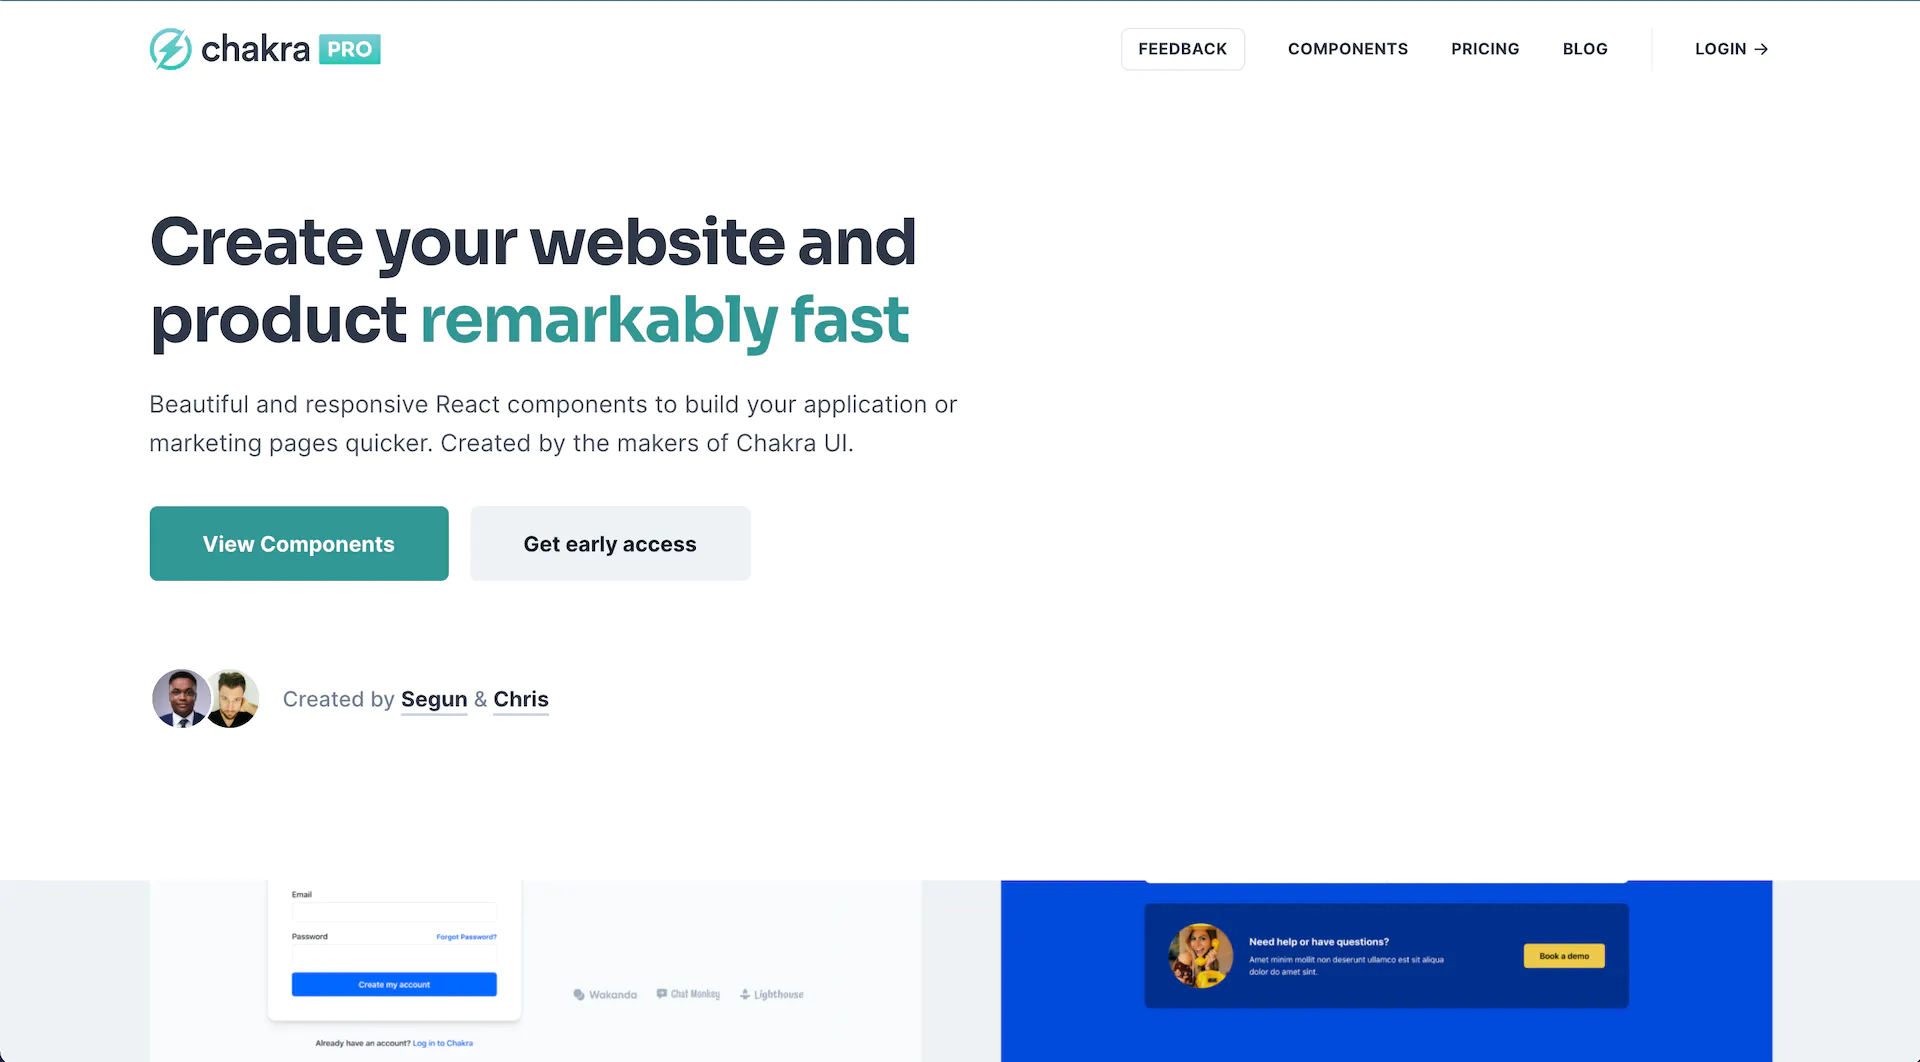 chakra PRO
FEEDBACK
COMPONENTS
PRICING
BLOG
LOGIN →
Create your website and
product remarkably fast
Beautiful and responsive React components to build your application or
marketing pages quicker. Created by the makers of Chakra UI.
View Components
Get early access
Created by Segun & Chris
Email
Password
Forgot Password?
Create my account
Already have an account? Log in to Chakra
Wakanda
Chat Monkey
Lighthouse
Need help or have questions?
Amet minim mollit non deserunt ullamco est sit aliqua
dolor do amet sint.
Book a demo